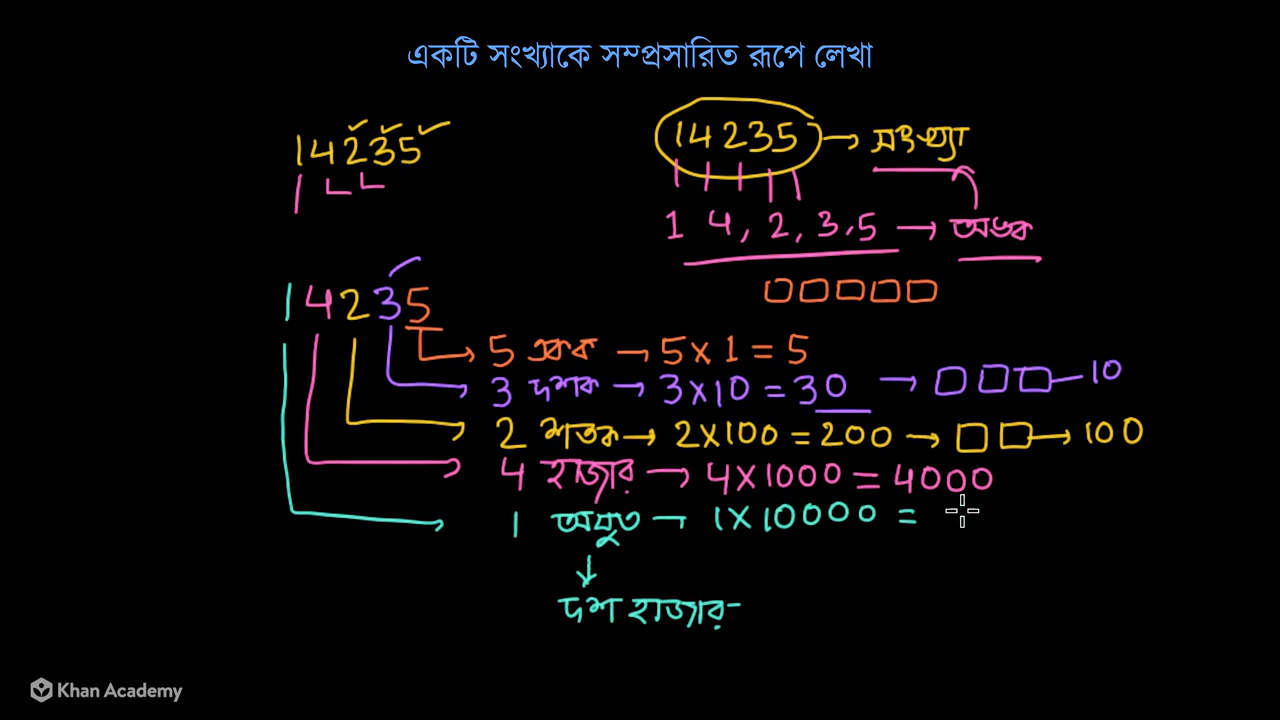 একটি সংখ্যাকে সম্প্রসারিত রূপে লেখা
14235
14235 → সংখ্যা
1 4, 2, 3, 5 → অঙ্ক
14235
5 একক → 5 × 1 = 5
3 দশক → 3×10 = 30 → 10
2 শতক → 2×100 = 200 → 100
4 হাজার → 4×1000 = 4000
1 অযুত → 1×10000 =
দশ হাজার
Khan Academy